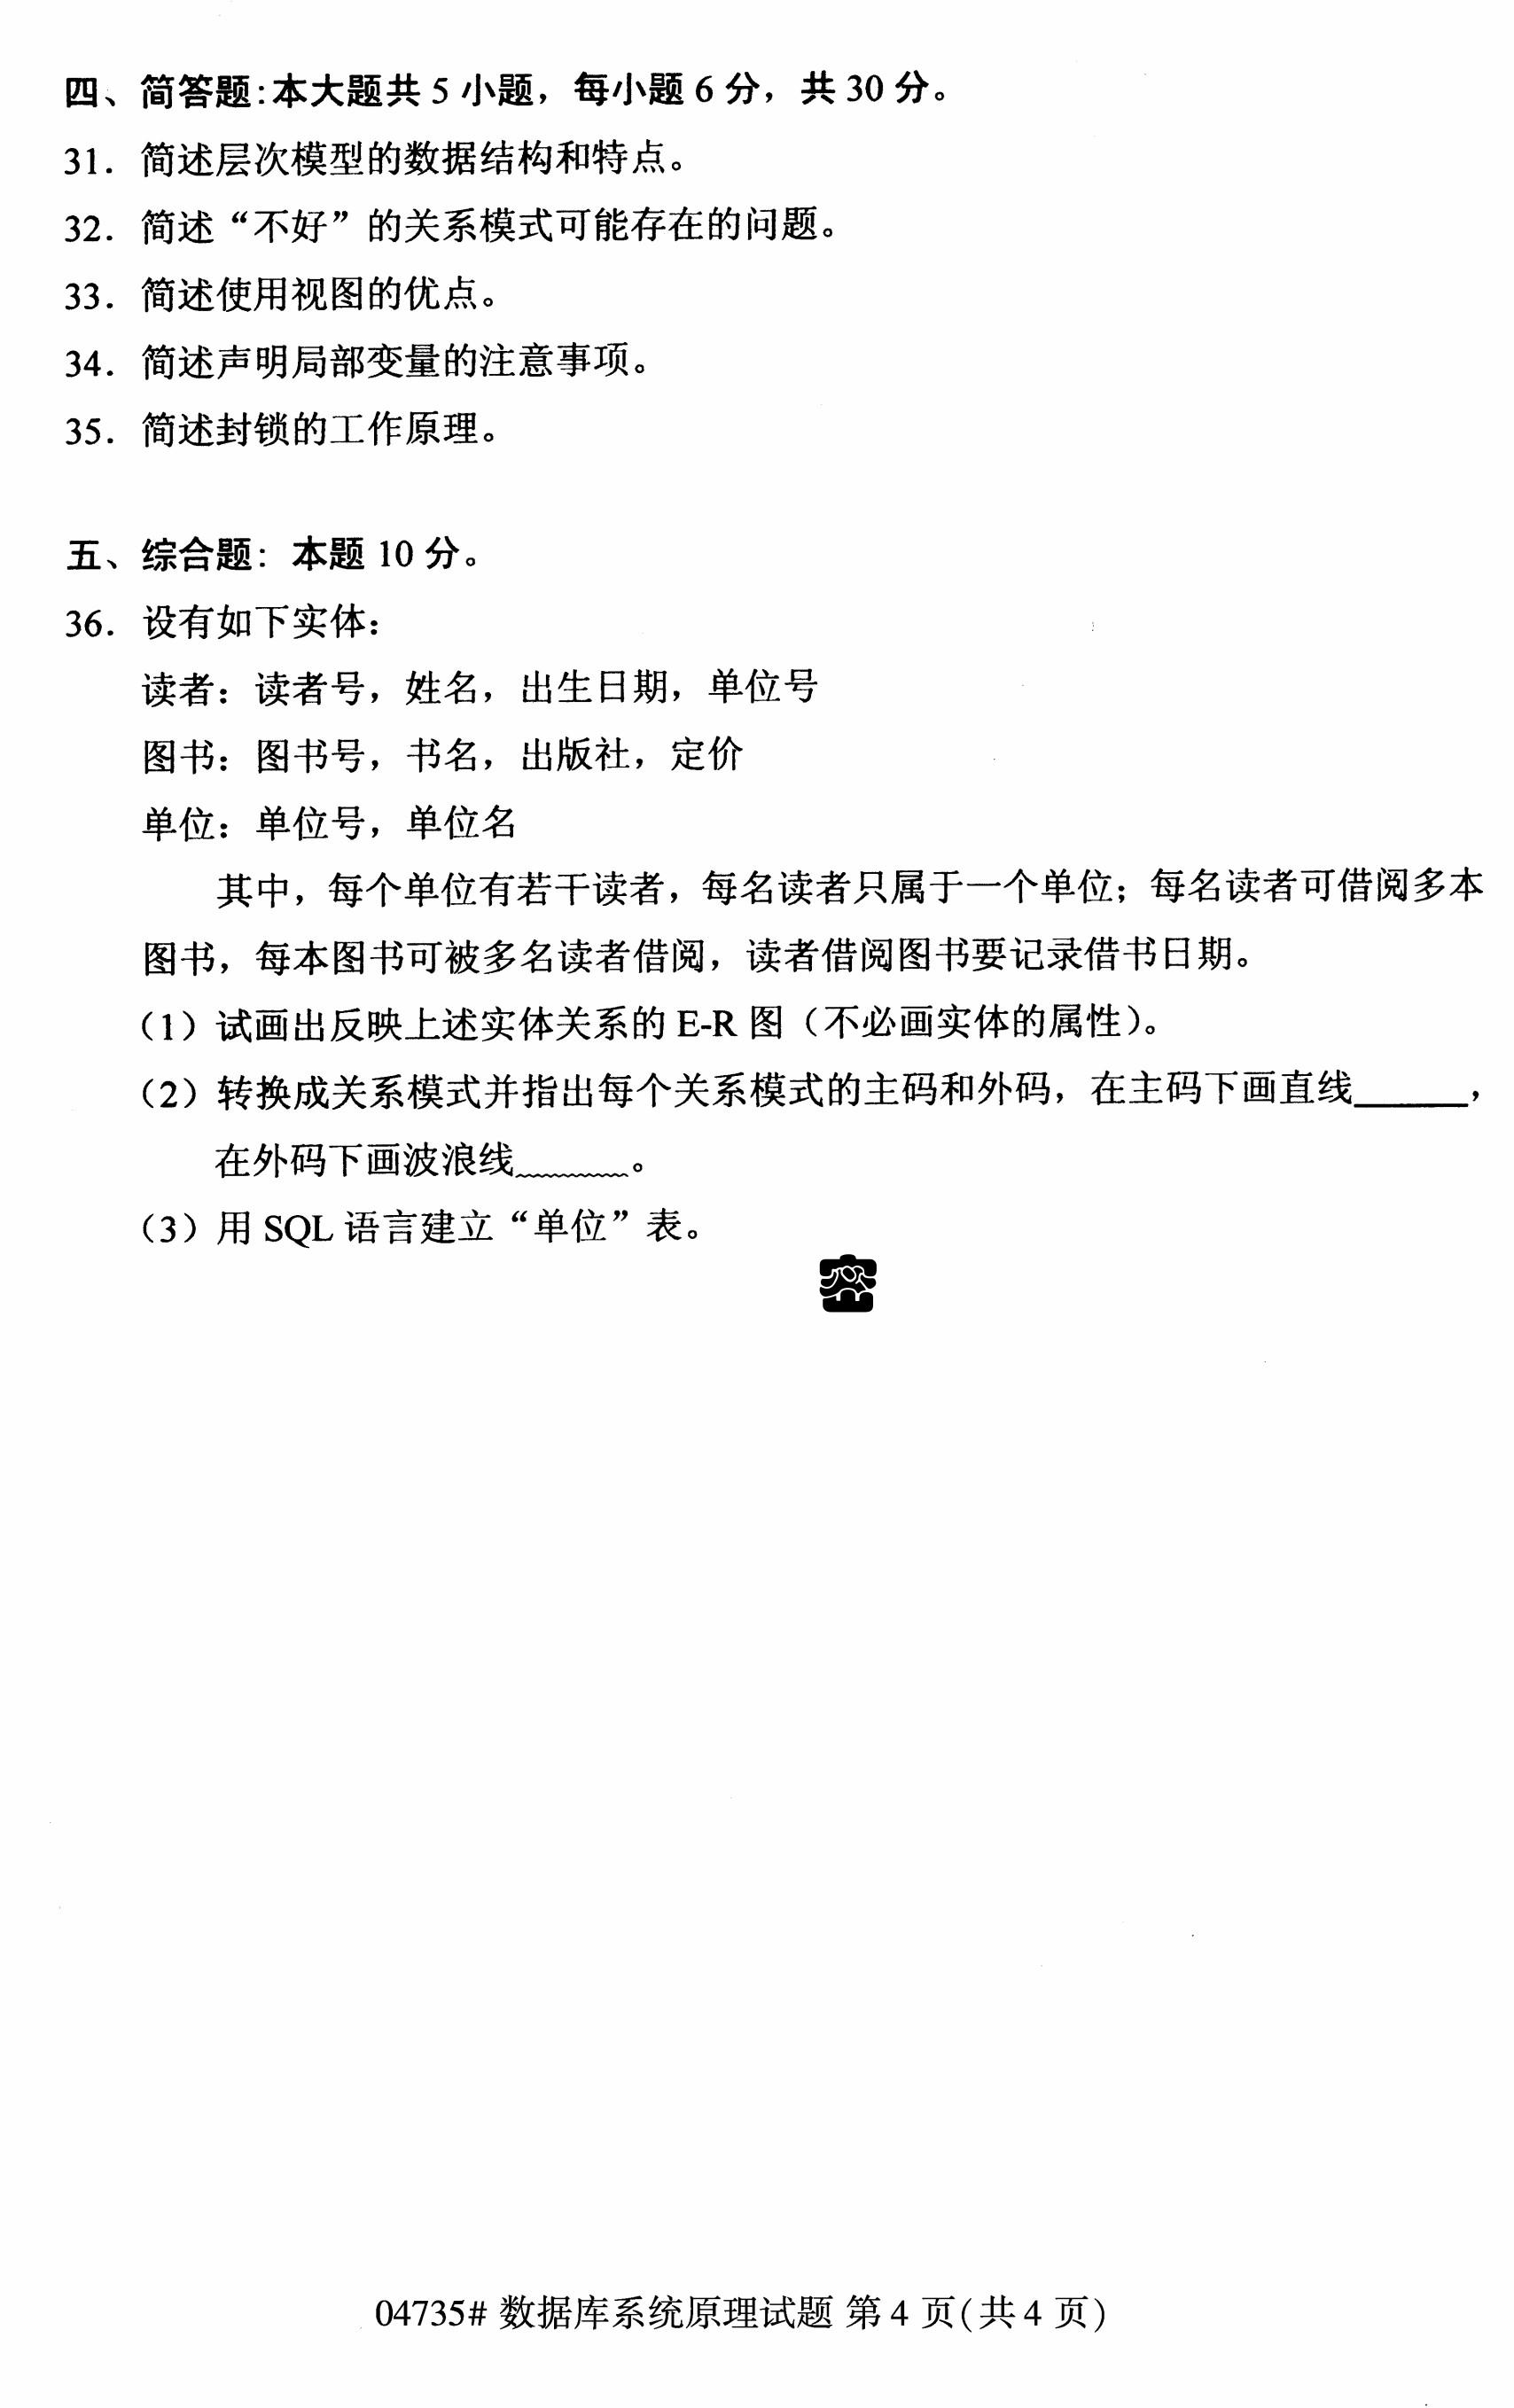 四、简答题:本大题共 5 小题，每小题 6 分，共 30 分。
31. 简述层次模型的数据结构和特点。
32. 简述“不好”的关系模式可能存在的问题。
33. 简述使用视图的优点。
34. 简述声明局部变量的注意事项。
35. 简述封锁的工作原理。
五、综合题：本题 10 分。
36. 设有如下实体：
读者：读者号，姓名，出生日期，单位号
图书：图书号，书名，出版社，定价
单位：单位号，单位名
其中，每个单位有若干读者，每名读者只属于一个单位；每名读者可借阅多本
图书，每本图书可被多名读者借阅，读者借阅图书要记录借书日期。
（1）试画出反映上述实体关系的 E-R 图（不必画实体的属性）。
（2）转换成关系模式并指出每个关系模式的主码和外码，在主码下画直线______，
在外码下画波浪线﹏﹏﹏。
（3）用 SQL 语言建立“单位”表。
密
04735# 数据库系统原理试题 第 4 页(共 4 页)